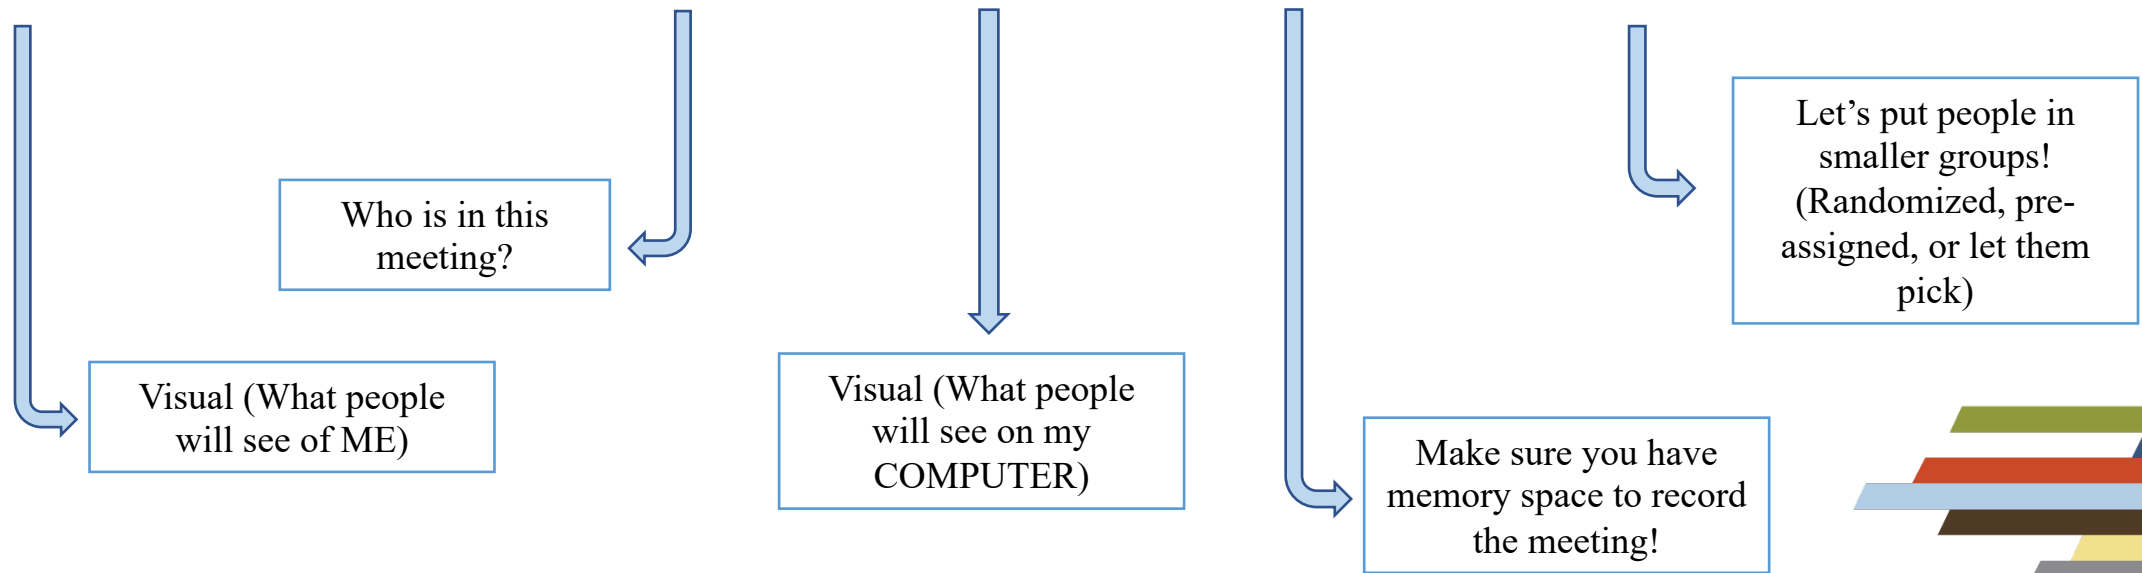 Who is in this
meeting?
Visual (What people
will see of ME)
Visual (What people
will see on my
COMPUTER)
Make sure you have
memory space to record
the meeting!
Let’s put people in
smaller groups!
(Randomized, pre-
assigned, or let them
pick)